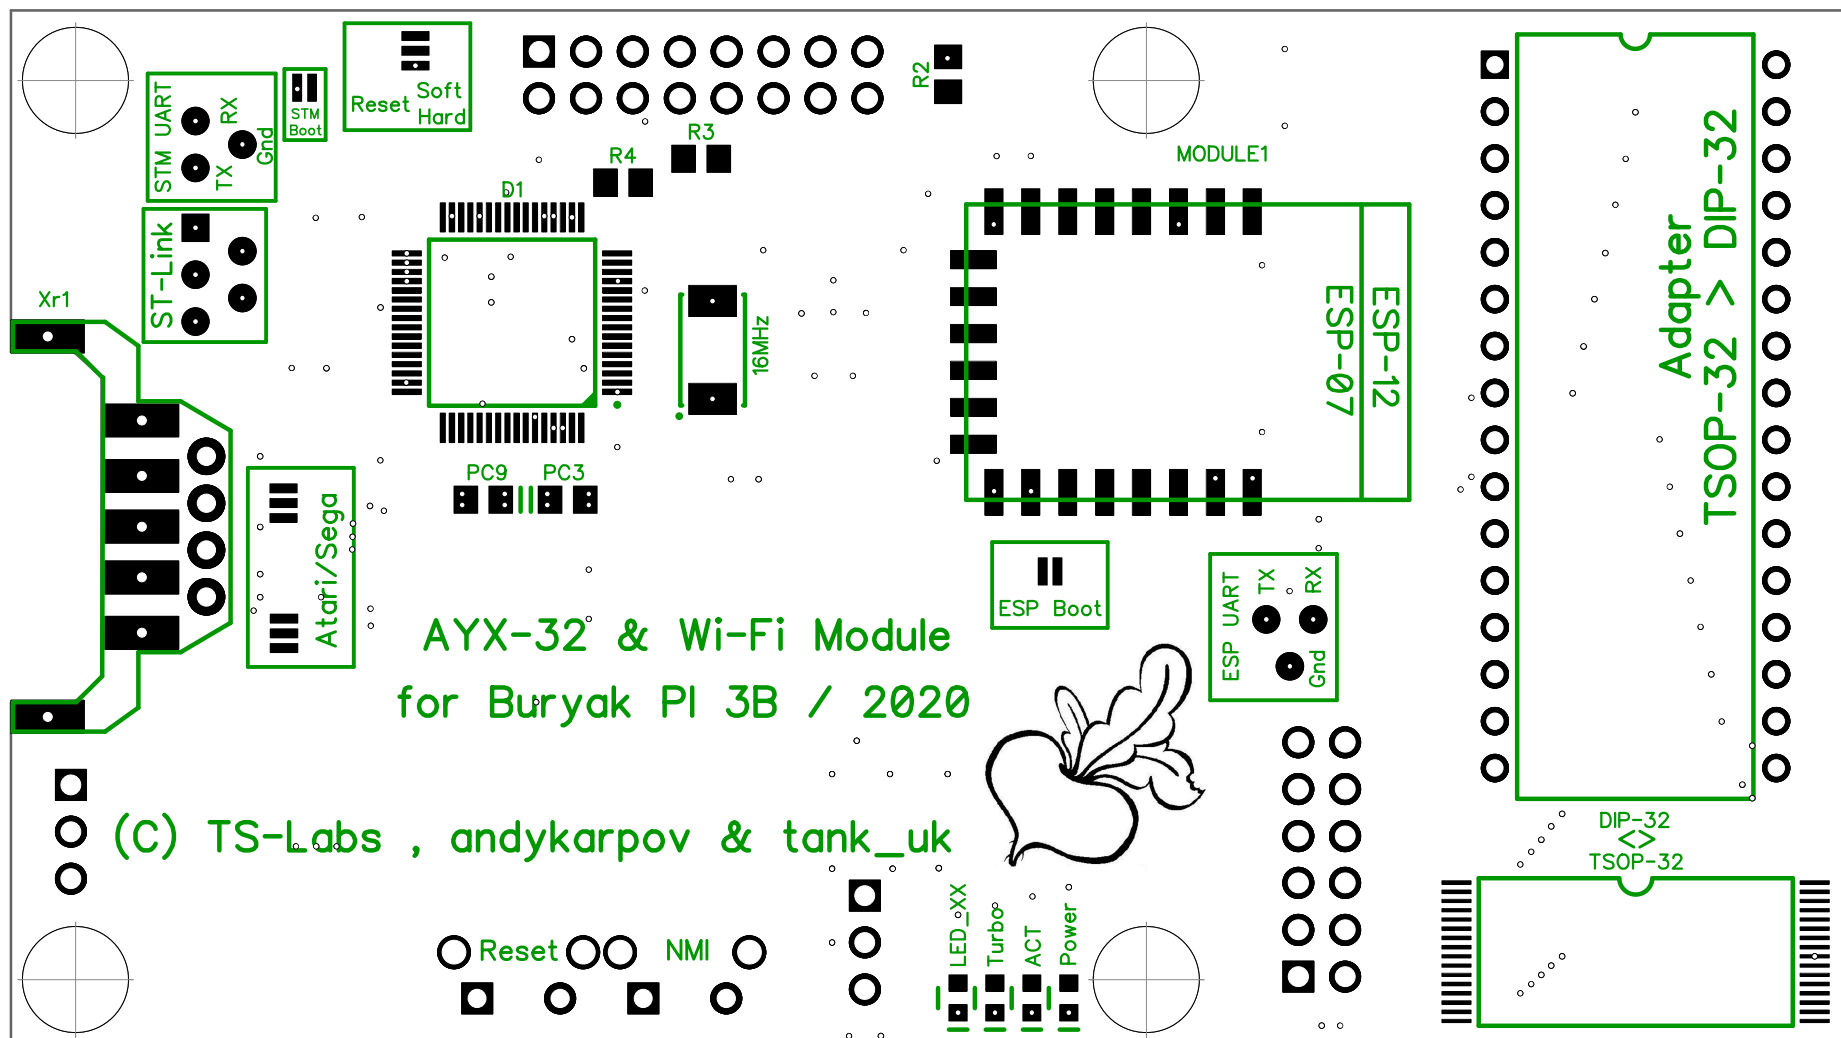 STM UART
RX
TX
Gnd
STM
Boot
Reset
Soft
Hard
R2
R3
R4
D1
MODULE1
ST-Link
Xr1
16MHz
ESP-12
ESP-07
Adapter
TSOP-32 > DIP-32
PC9
PC3
Atari/Sega
ESP Boot
ESP UART
TX
RX
Gnd
AYX-32 & Wi-Fi Module
for Buryak PI 3B / 2020
(C) TS-Labs , andykarpov & tank_uk
DIP-32
<>
TSOP-32
Reset
NMI
LED_XX
Turbo
ACT
Power